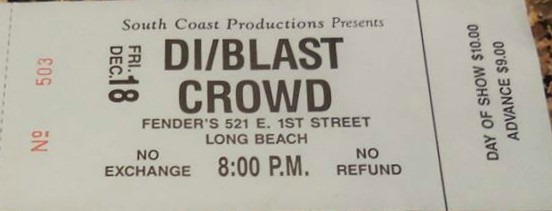 South Coast Productions Presents
DI/BLAST
CROWD
FENDER'S 521 E. 1ST STREET
LONG BEACH
NO EXCHANGE
8:00 P.M.
NO REFUND
FRI.
DEC. 18
Nº 503
DAY OF SHOW $10.00
ADVANCE $9.00